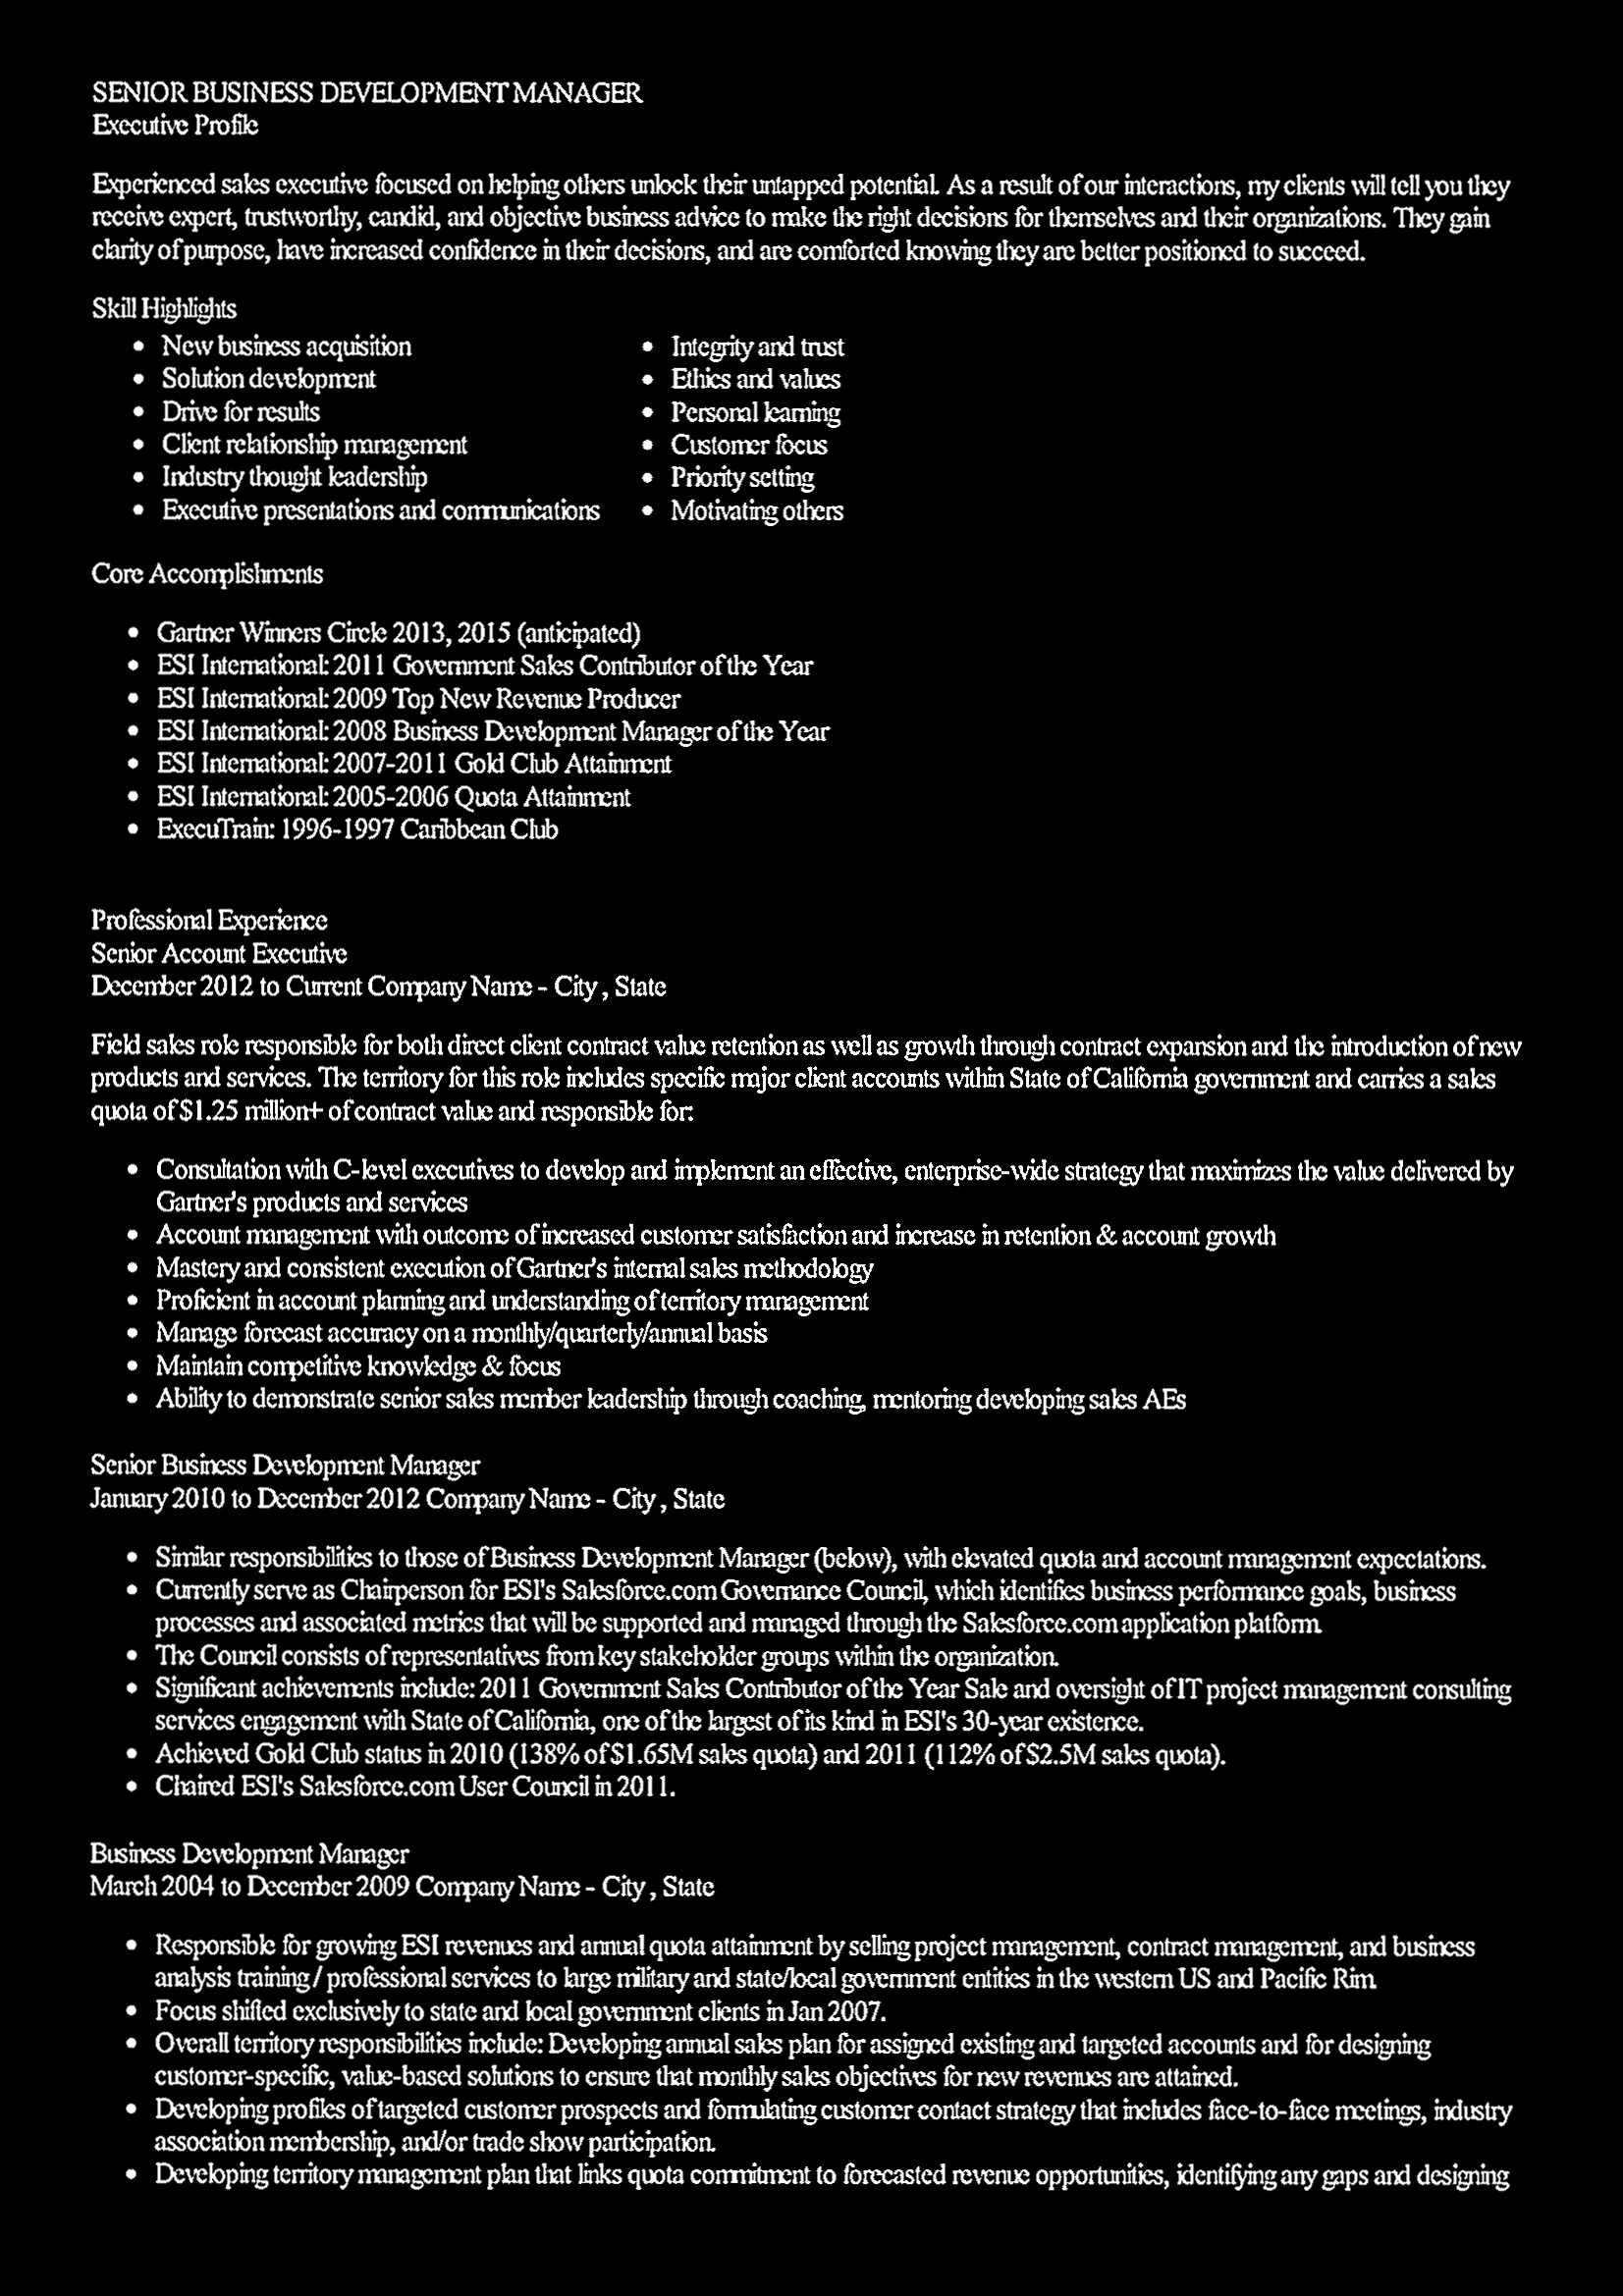 SENIOR BUSINESS DEVELOPMENT MANAGER
Executive Profile
Experienced sales executive focused on helping others unlock their untapped potential. As a result of our interactions, my clients will tell you they
receive expert, trustworthy, candid, and objective business advice to make the right decisions for themselves and their organizations. They gain
clarity of purpose, have increased confidence in their decisions, and are comforted knowing they are better positioned to succeed.
Skill Highlights
• New business acquisition
• Solution development
• Drive for results
• Client relationship management
• Industry thought leadership
• Executive presentations and communications
• Integrity and trust
• Ethics and values
• Personal learning
• Customer focus
• Priority setting
• Motivating others
Core Accomplishments
• Gartner Winners Circle 2013, 2015 (anticipated)
• ESI International: 2011 Government Sales Contributor of the Year
• ESI International: 2009 Top New Revenue Producer
• ESI International: 2008 Business Development Manager of the Year
• ESI International: 2007-2011 Gold Club Attainment
• ESI International: 2005-2006 Quota Attainment
• ExecuTrain: 1996-1997 Caribbean Club
Professional Experience
Senior Account Executive
December 2012 to Current Company Name - City , State
Field sales role responsible for both direct client contract value retention as well as growth through contract expansion and the introduction of new
products and services. The territory for this role includes specific major client accounts within State of California government and carries a sales
quota of $1.25 million+ of contract value and responsible for:
• Consultation with C-level executives to develop and implement an effective, enterprise-wide strategy that maximizes the value delivered by
Gartner's products and services
• Account management with outcome of increased customer satisfaction and increase in retention & account growth
• Mastery and consistent execution of Gartner's internal sales methodology
• Proficient in account planning and understanding of territory management
• Manage forecast accuracy on a monthly/quarterly/annual basis
• Maintain competitive knowledge & focus
• Ability to demonstrate senior sales member leadership through coaching, mentoring developing sales AEs
Senior Business Development Manager
January 2010 to December 2012 Company Name - City , State
• Similar responsibilities to those of Business Development Manager (below), with elevated quota and account management expectations.
• Currently serve as Chairperson for ESI's Salesforce.com Governance Council, which identifies business performance goals, business
processes and associated metrics that will be supported and managed through the Salesforce.com application platform.
• The Council consists of representatives from key stakeholder groups within the organization.
• Significant achievements include: 2011 Government Sales Contributor of the Year Sale and oversight of IT project management consulting
services engagement with State of California, one of the largest of its kind in ESI's 30-year existence.
• Achieved Gold Club status in 2010 (138% of $1.65M sales quota) and 2011 (112% of $2.5M sales quota).
• Chaired ESI's Salesforce.com User Council in 2011.
Business Development Manager
March 2004 to December 2009 Company Name - City , State
• Responsible for growing ESI revenues and annual quota attainment by selling project management, contract management, and business
analysis training / professional services to large military and state/local government entities in the western US and Pacific Rim.
• Focus shifted exclusively to state and local government clients in Jan 2007.
• Overall territory responsibilities include: Developing annual sales plan for assigned existing and targeted accounts and for designing
customer-specific, value-based solutions to ensure that monthly sales objectives for new revenues are attained.
• Developing profiles of targeted customer prospects and formulating customer contact strategy that includes face-to-face meetings, industry
association membership, and/or trade show participation.
• Developing territory management plan that links quota commitment to forecasted revenue opportunities, identifying any gaps and designing